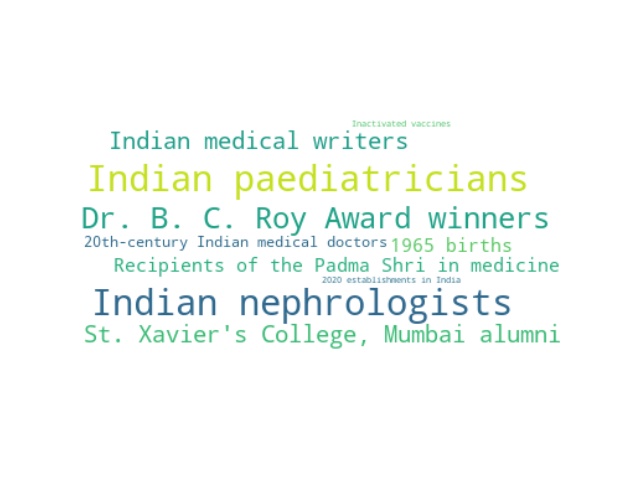 Inactivated vaccines
Indian medical writers
Indian paediatricians
Dr. B. C. Roy Award winners
20th-century Indian medical doctors
1965 births
Recipients of the Padma Shri in medicine
2020 establishments in India
Indian nephrologists
St. Xavier's College, Mumbai alumni